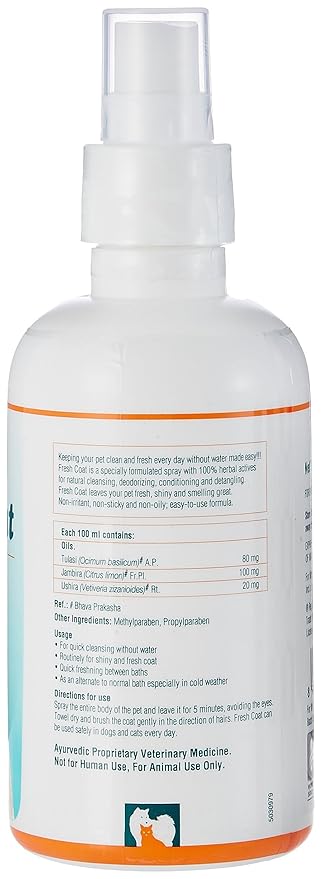 Keeping your pet clean and fresh every day without water made easy!!!
Fresh Coat is a specially formulated spray with 100% herbal actives
for natural cleansing, deodorizing, conditioning and detangling.
Fresh Coat leaves your pet fresh, shiny and smelling great.
Non-irritant, non-sticky and non-oily; easy-to-use formula.
Each 100 ml contains:
Oils.
Tulasi (Ocimum basilicum)# A.P. 80 mg
Jambira (Citrus limon)# Fr.Pl. 100 mg
Ushira (Vetiveria zizanioides)# Rt. 20 mg
Ref.: # Bhava Prakasha
Other Ingredients: Methylparaben, Propylparaben
Usage
• For quick cleansing without water
• Routinely for shiny and fresh coat
• Quick freshning between baths
• As an alternate to normal bath especially in cold weather
Directions for use
Spray the entire body of the pet and leave it for 5 minutes, avoiding the eyes.
Towel dry and brush the coat gently in the direction of hairs. Fresh Coat can
be used safely in dogs and cats every day.
Ayurvedic Proprietary Veterinary Medicine.
Not for Human Use, For Animal Use Only.
5030979
t